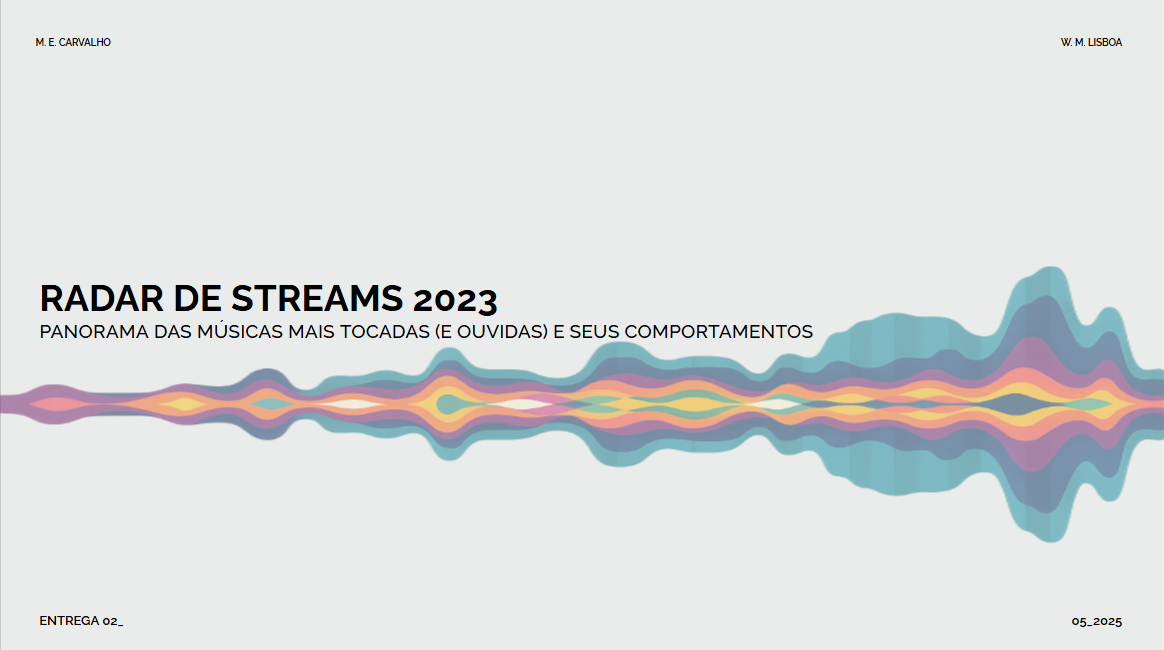 M. E. CARVALHO
W. M. LISBOA
RADAR DE STREAMS 2023
PANORAMA DAS MÚSICAS MAIS TOCADAS (E OUVIDAS) E SEUS COMPORTAMENTOS
ENTREGA 02_
05_2025